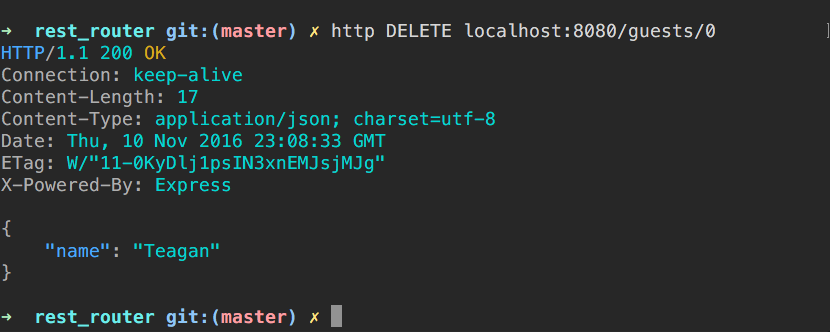 ➜  rest_router git:(master) ✗ http DELETE localhost:8080/guests/0
HTTP/1.1 200 OK
Connection: keep-alive
Content-Length: 17
Content-Type: application/json; charset=utf-8
Date: Thu, 10 Nov 2016 23:08:33 GMT
ETag: W/"11-0KyDlj1psIN3xnEMJsjMJg"
X-Powered-By: Express
{
    "name": "Teagan"
}
➜  rest_router git:(master) ✗